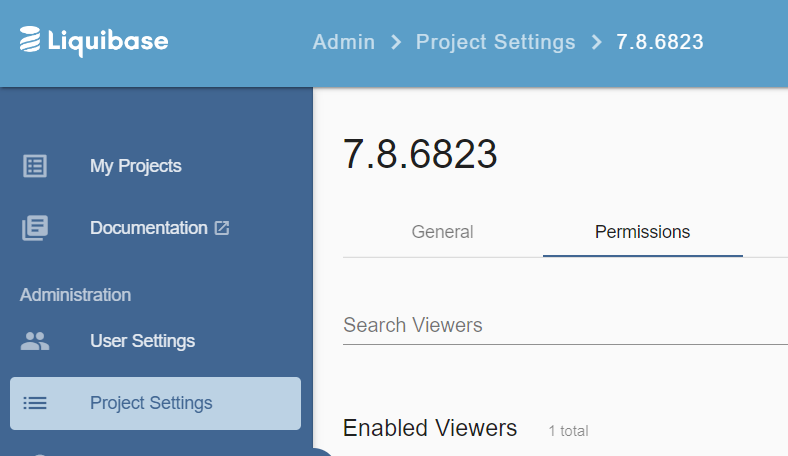 Liquibase
Admin > Project Settings > 7.8.6823
My Projects
Documentation
Administration
User Settings
Project Settings
7.8.6823
General Permissions
Search Viewers
Enabled Viewers 1 total